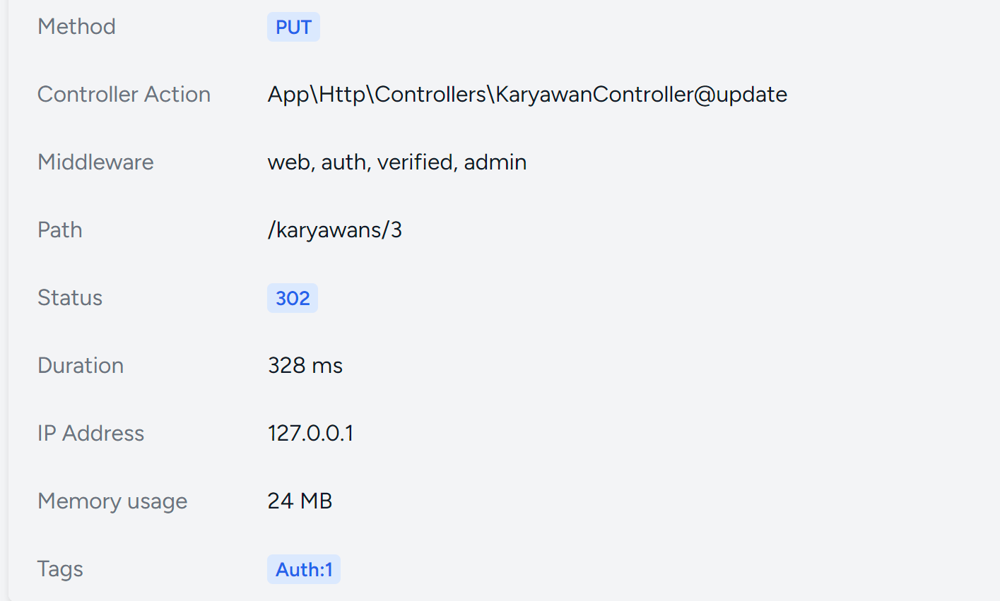 Method PUT
Controller Action App\Http\Controllers\KaryawanController@update
Middleware web, auth, verified, admin
Path /karyawans/3
Status 302
Duration 328 ms
IP Address 127.0.0.1
Memory usage 24 MB
Tags Auth:1